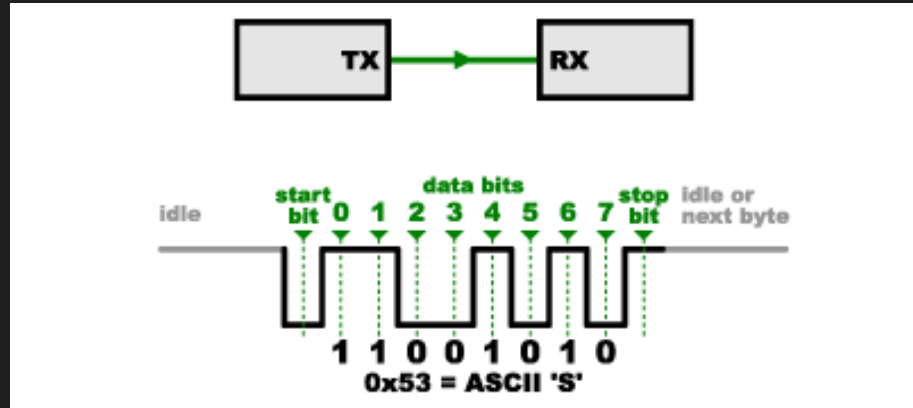 TX RX
data bits
start stop idle or
idle bit 0 1 2 3 4 5 6 7 bit next byte
1 1 0 0 1 0 1 0
0x53 = ASCII 'S'